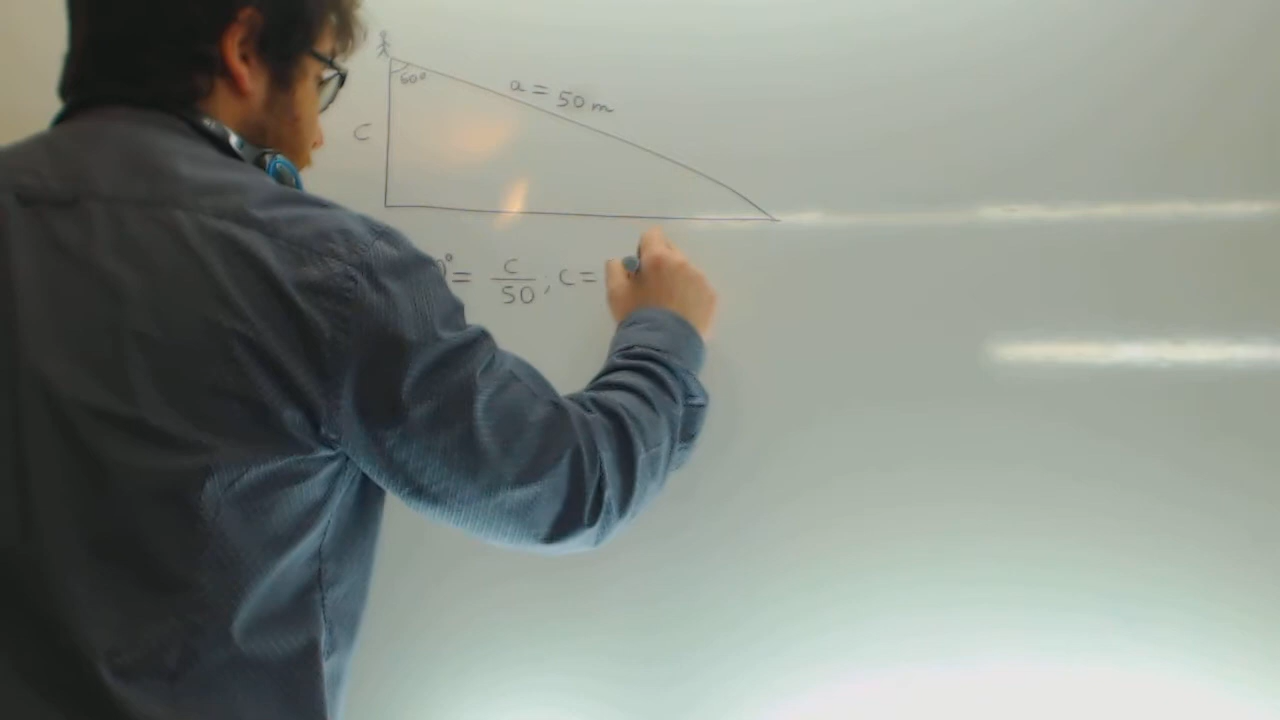 60°
a = 50 m
c
° = c/50 , c =